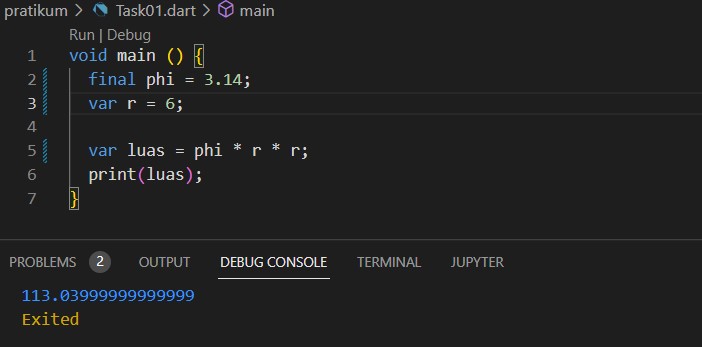 pratikum > Task01.dart > main
Run | Debug
1 void main () {
2 final phi = 3.14;
3 var r = 6;
4
5 var luas = phi * r * r;
6 print(luas);
7 }
PROBLEMS 2 OUTPUT DEBUG CONSOLE TERMINAL JUPYTER
113.03999999999999
Exited